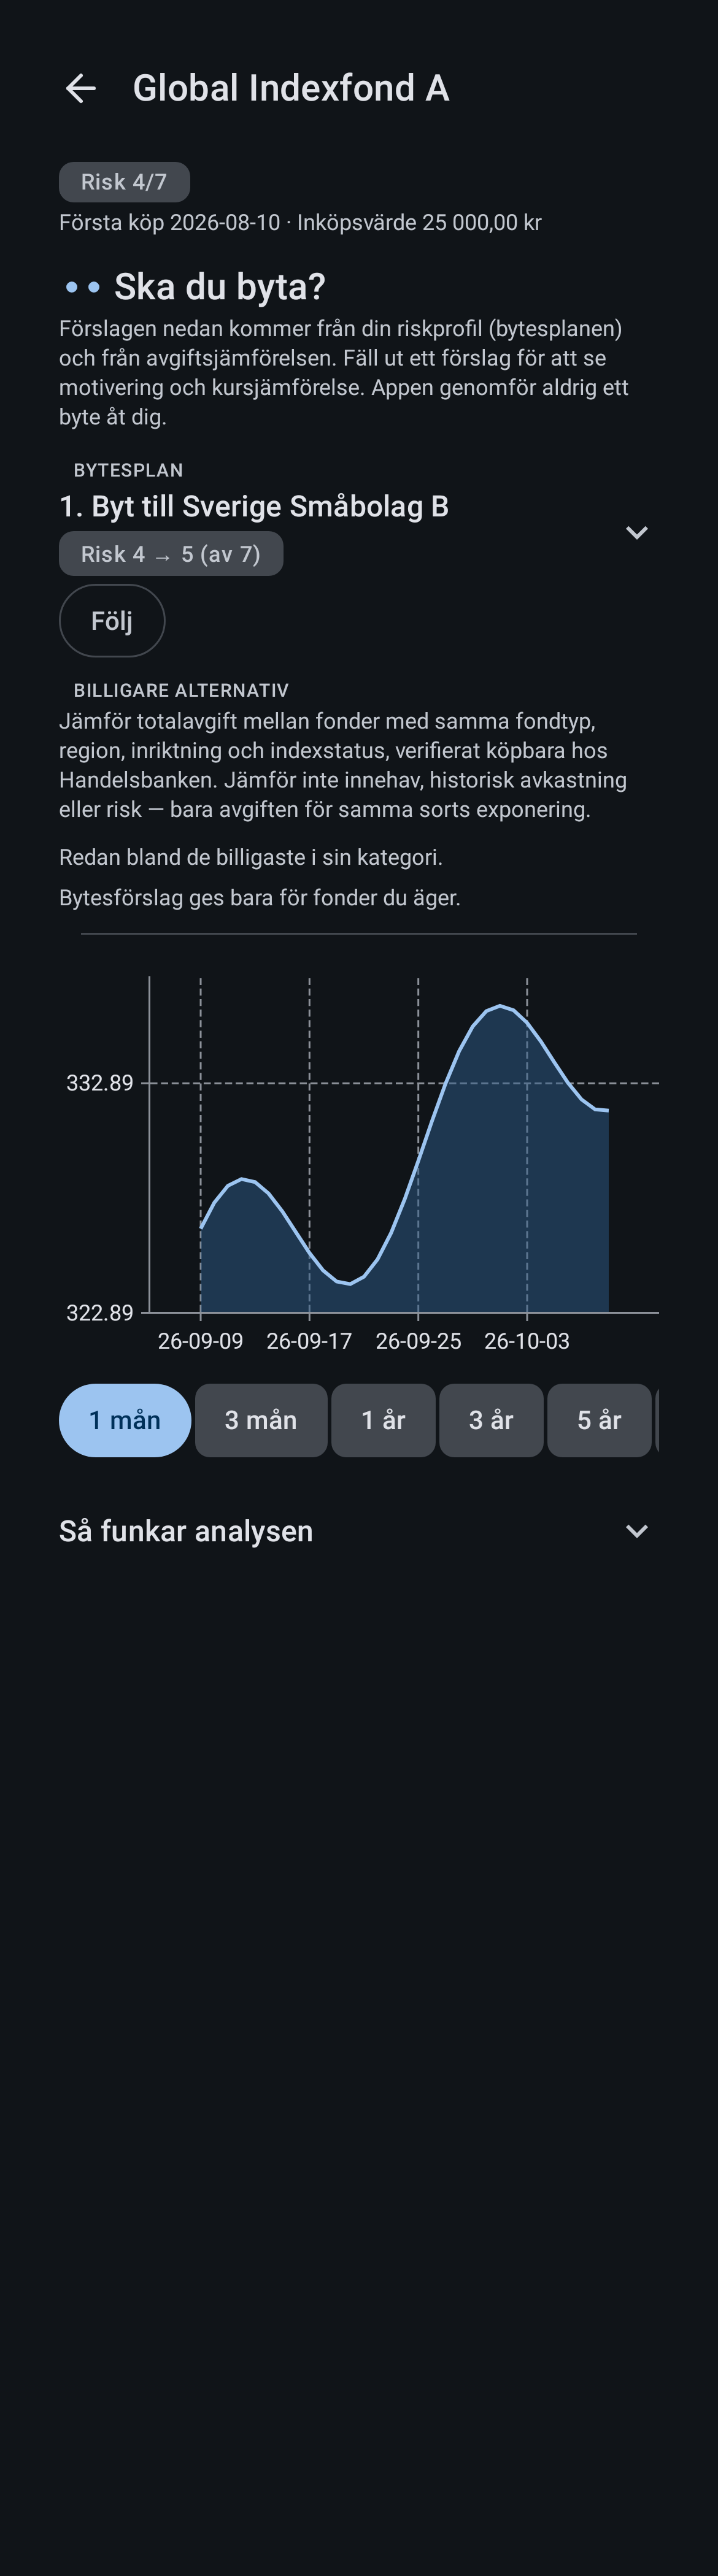 Global Indexfond A
Risk 4/7
Första köp 2026-08-10 · Inköpsvärde 25 000,00 kr
Ska du byta?
Förslagen nedan kommer från din riskprofil (bytesplanen)
och från avgiftsjämförelsen. Fäll ut ett förslag för att se
motivering och kursjämförelse. Appen genomför aldrig ett
byte åt dig.
BYTESPLAN
1. Byt till Sverige Småbolag B
Risk 4 → 5 (av 7)
Följ
BILLIGARE ALTERNATIV
Jämför totalavgift mellan fonder med samma fondtyp,
region, inriktning och indexstatus, verifierat köpbara hos
Handelsbanken. Jämför inte innehav, historisk avkastning
eller risk — bara avgiften för samma sorts exponering.
Redan bland de billigaste i sin kategori.
Bytesförslag ges bara för fonder du äger.
332.89
322.89
26-09-09 26-09-17 26-09-25 26-10-03
1 mån 3 mån 1 år 3 år 5 år
Så funkar analysen